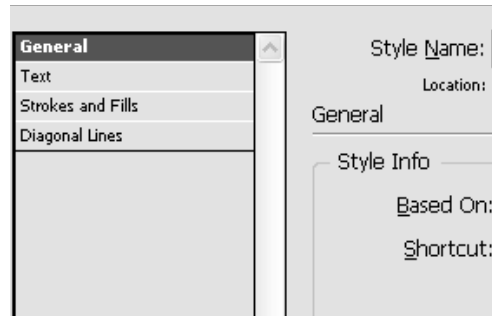 General
Text
Strokes and Fills
Diagonal Lines
Style Name:
Location:
General
Style Info
Based On:
Shortcut: